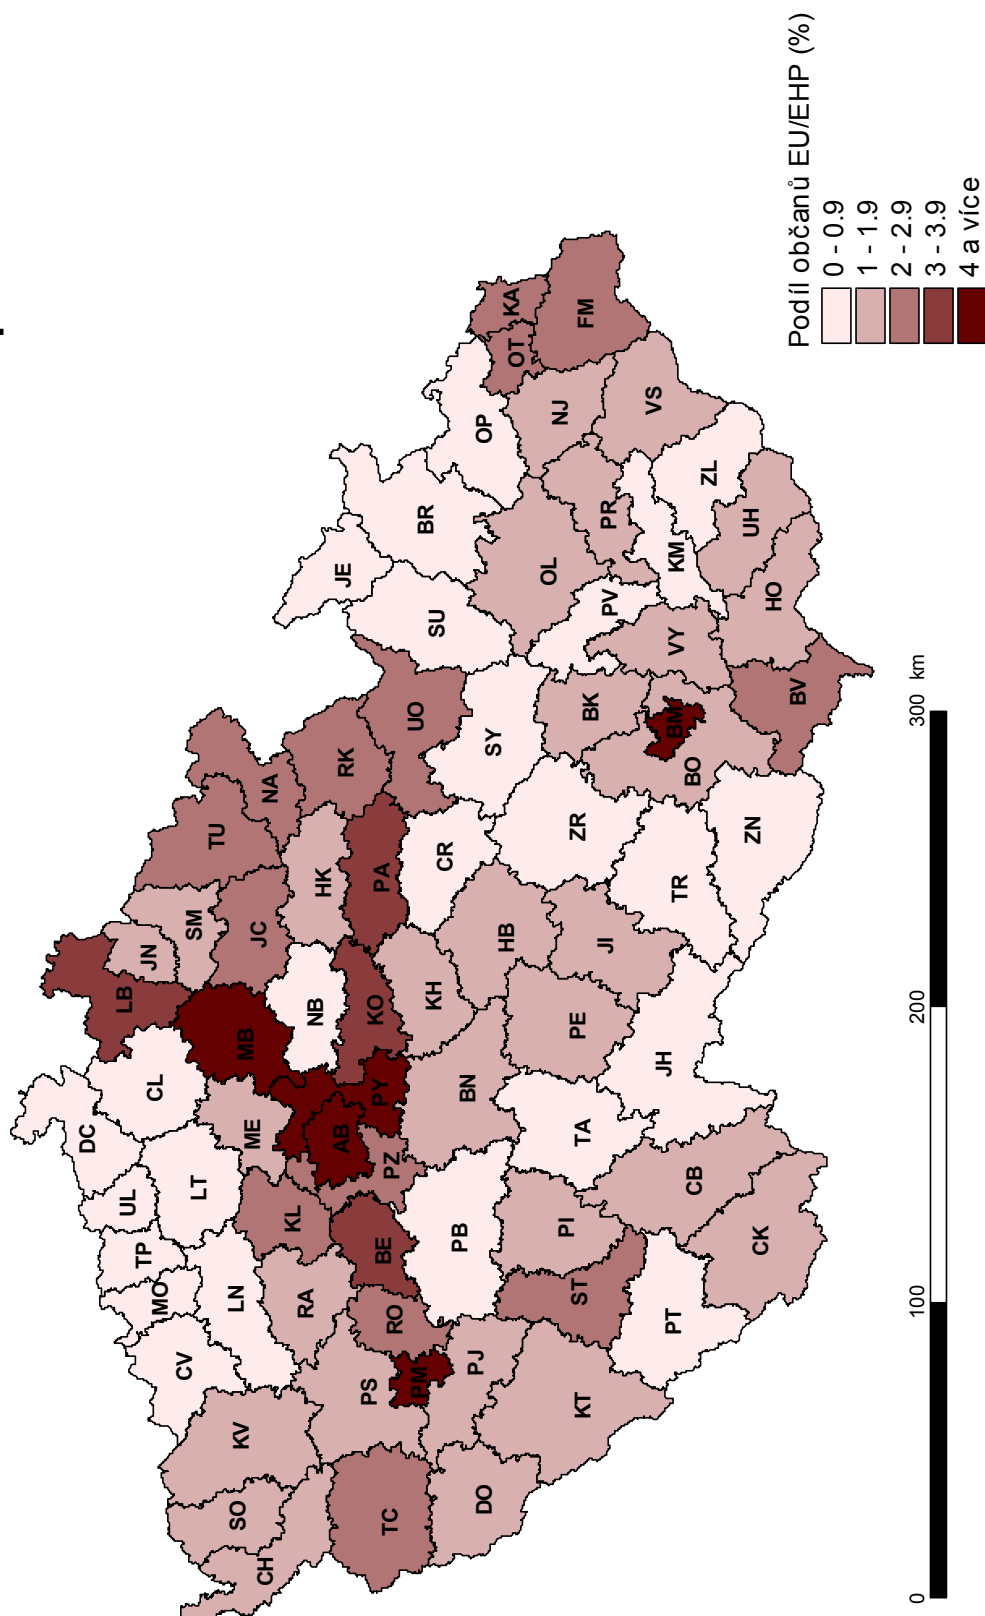 DC
UL
TP
MO
CV
CL
LT
LN
KV
SO
CH
LB
JN
SM
TU
MB
JC
NA
ME
KL
RA
NB
HK
RK
AB
PY
KO
PA
UO
PZ
BE
RO
PS
PM
TC
DO
PJ
KT
PB
BN
KH
CR
SY
SU
JE
BR
OP
OT
KA
FM
NJ
OL
PR
VS
PV
KM
ZL
UH
HO
VY
BK
BM
BO
BV
ZR
HB
JI
TR
ZN
PE
TA
JH
PI
ST
PT
CB
CK
Podíl občanů EU/EHP (%)
0 - 0.9
1 - 1.9
2 - 2.9
3 - 3.9
4 a více
0
100
200
300 km